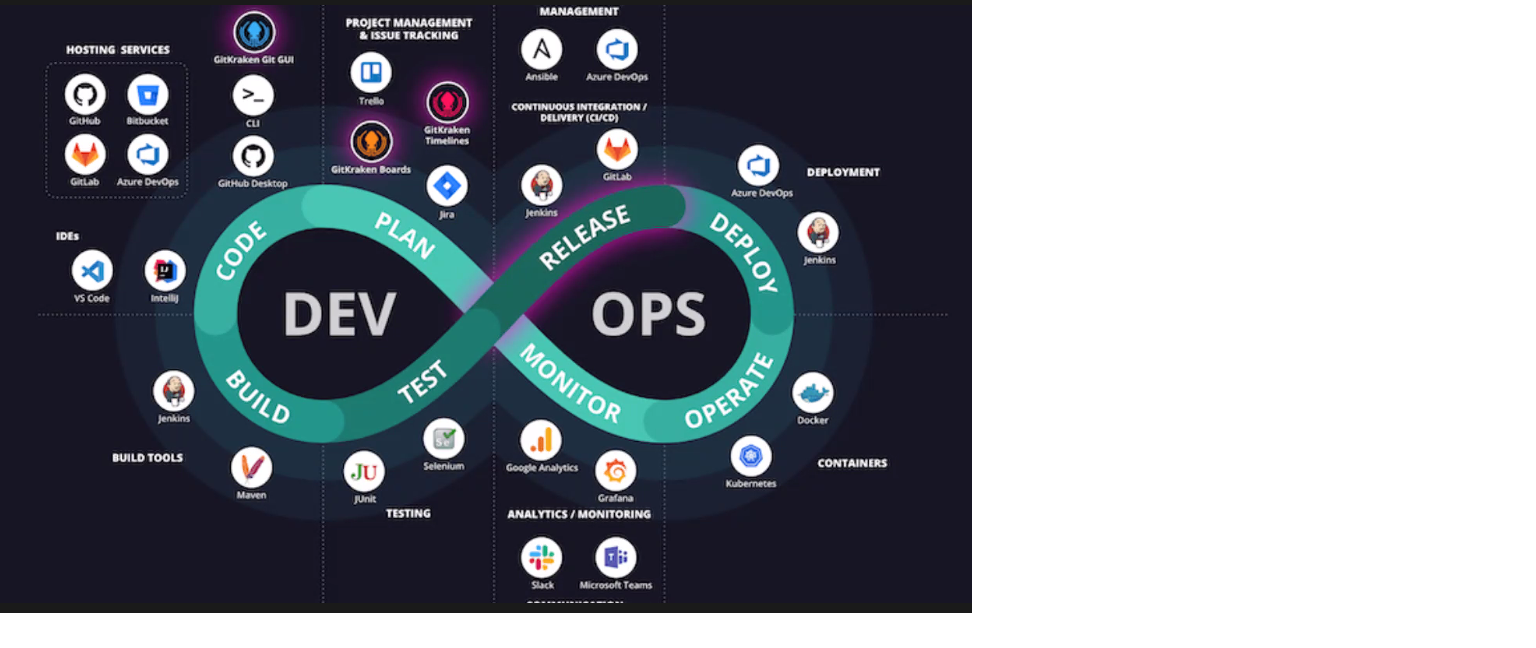 HOSTING SERVICES
GitHub
Bitbucket
GitLab
Azure DevOps
GitKraken Git GUI
CLI
GitHub Desktop
IDEs
VS Code
IntelliJ
PROJECT MANAGEMENT
& ISSUE TRACKING
Trello
GitKraken
Timelines
GitKraken Boards
Jira
MANAGEMENT
Ansible
Azure DevOps
CONTINUOUS INTEGRATION /
DELIVERY (CI/CD)
GitLab
Jenkins
Azure DevOps
DEPLOYMENT
Jenkins
CODE
PLAN
RELEASE
DEPLOY
DEV
OPS
BUILD
TEST
MONITOR
OPERATE
Jenkins
BUILD TOOLS
Maven
JU
JUnit
Se
Selenium
TESTING
Google Analytics
Grafana
ANALYTICS / MONITORING
Slack
T
Microsoft Teams
Docker
Kubernetes
CONTAINERS